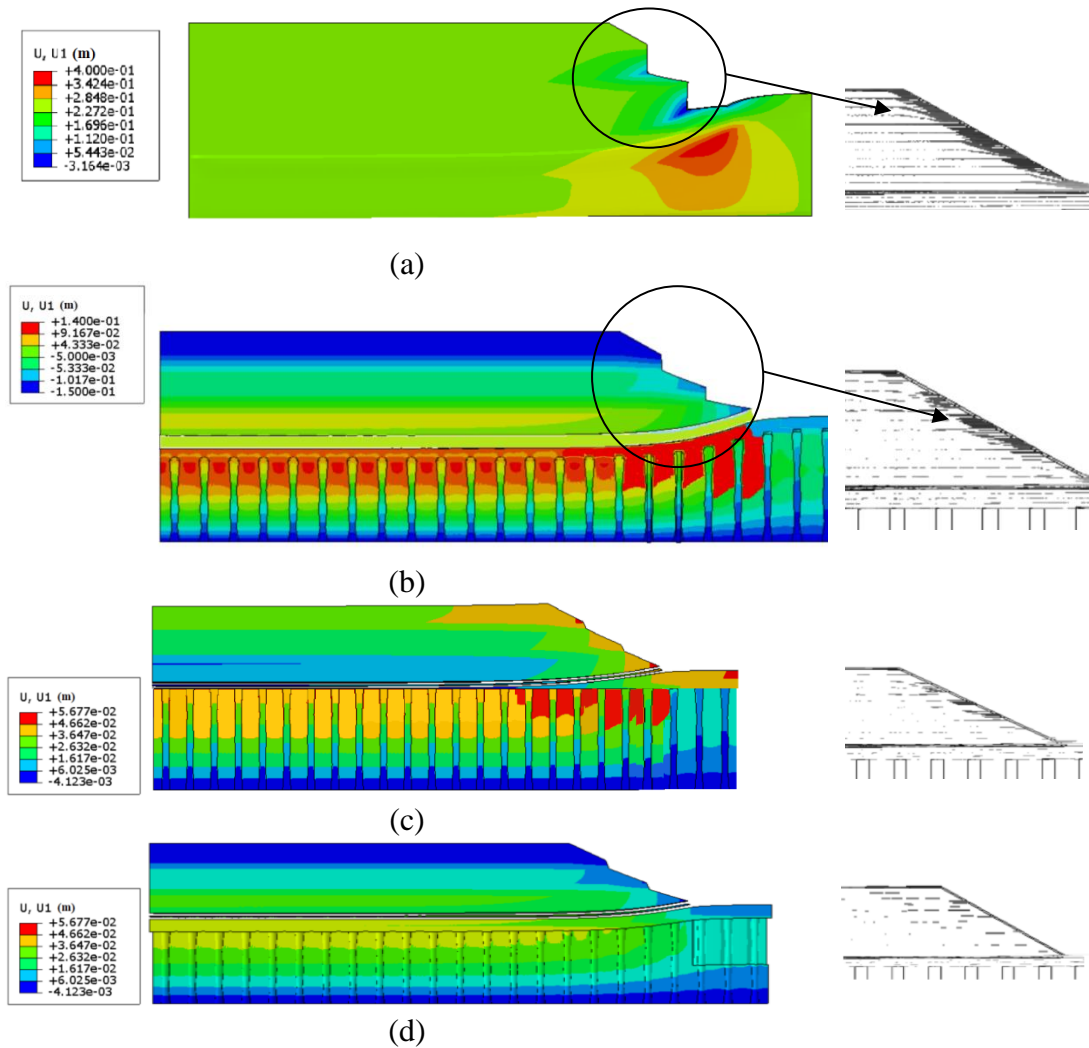 U, U1 (m)
+4.000e-01
+3.424e-01
+2.848e-01
+2.272e-01
+1.696e-01
+1.120e-01
+5.443e-02
-3.164e-03
(a)
U, U1 (m)
+1.400e-01
+9.167e-02
+4.333e-02
-5.000e-03
-5.333e-02
-1.017e-01
-1.500e-01
(b)
U, U1 (m)
+5.677e-02
+4.662e-02
+3.647e-02
+2.632e-02
+1.617e-02
+6.025e-03
-4.123e-03
(c)
U, U1 (m)
+5.677e-02
+4.662e-02
+3.647e-02
+2.632e-02
+1.617e-02
+6.025e-03
-4.123e-03
(d)